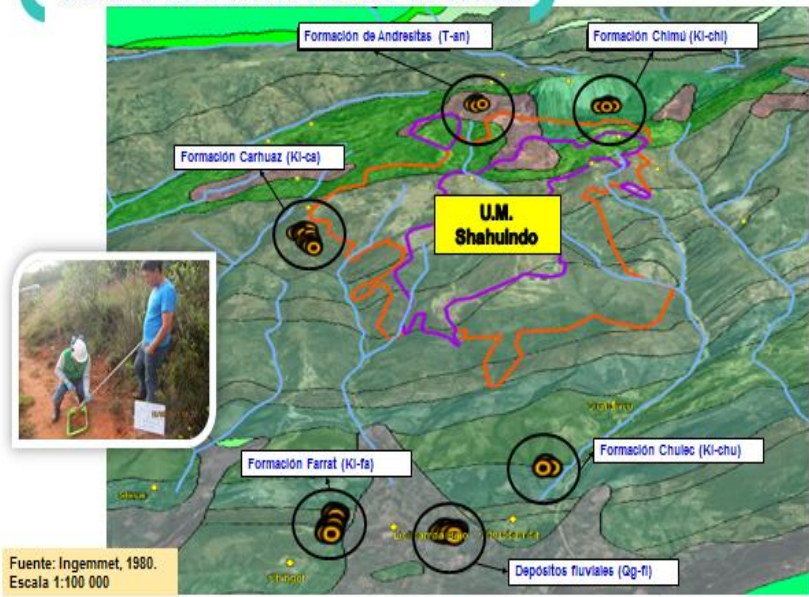 Formación de Andresitas (T-an)
Formación Chimú (Ki-chi)
Formación Carhuaz (Ki-ca)
U.M.
Shahuindo
Formación Farrat (Ki-fa)
Formación Chulec (Ki-chu)
Depósitos fluviales (Qg-fl)
Fuente: Ingemmet, 1980.
Escala 1:100 000